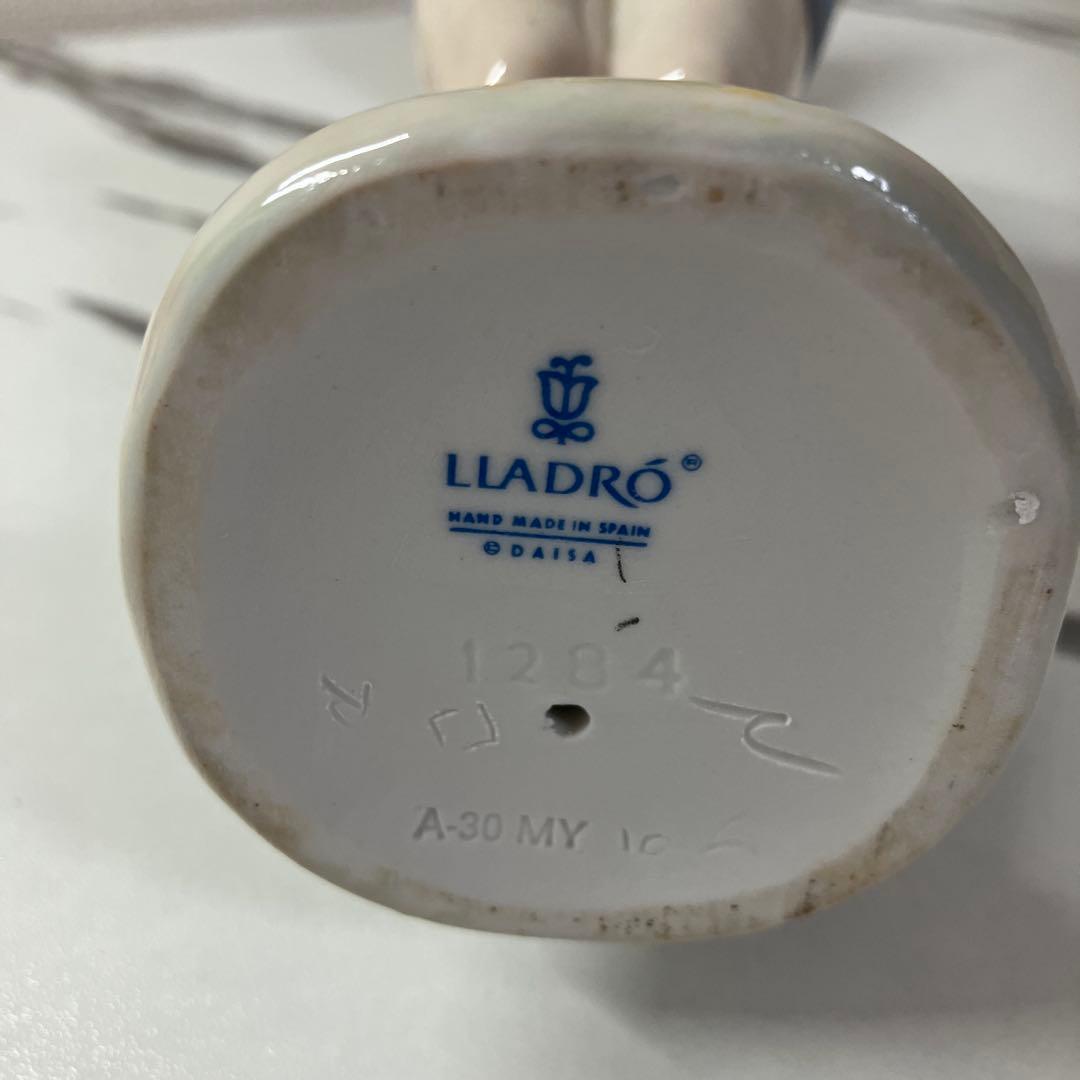 LLADRÓ®
HAND MADE IN SPAIN
© DAISA
1284
A-30 MY